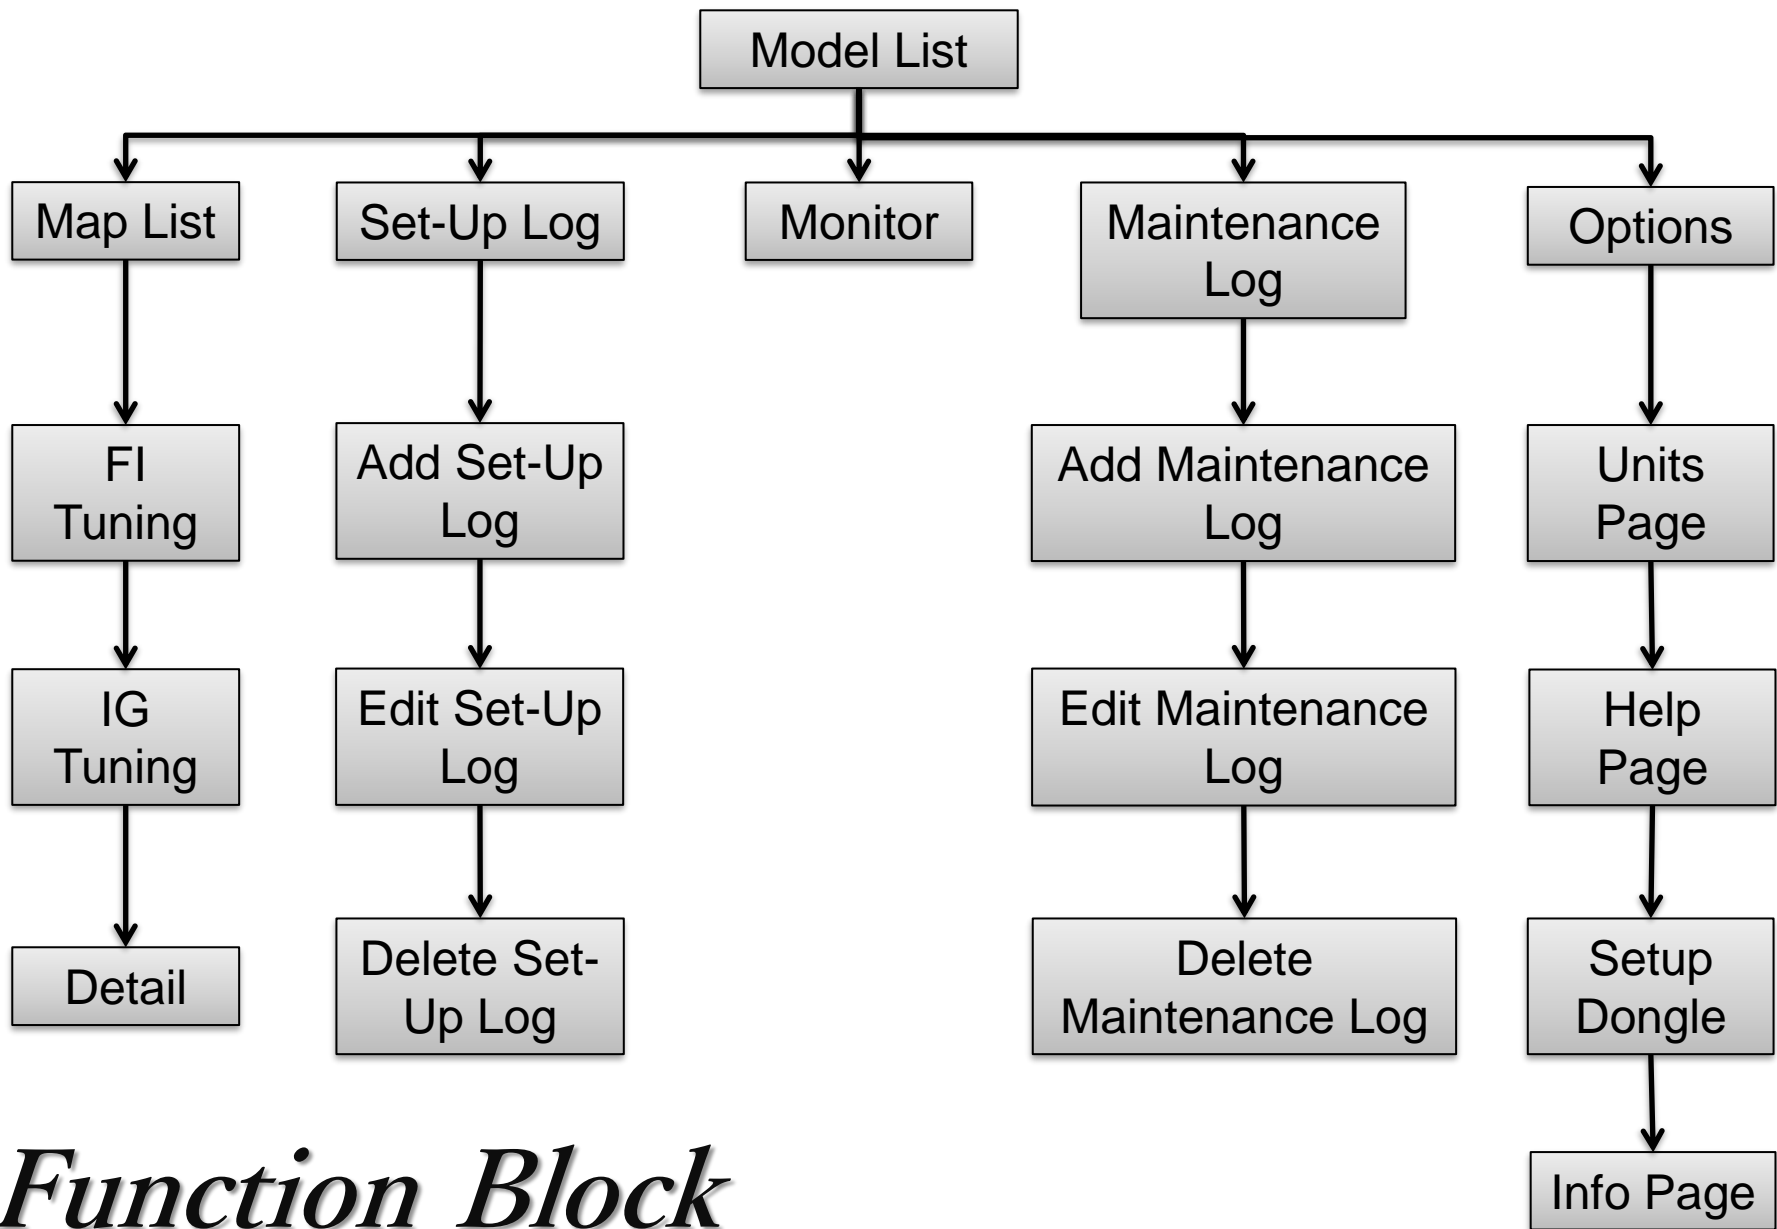 Model List
Map List
Set-Up Log
Monitor
Maintenance
Log
Options
FI
Tuning
Add Set-Up
Log
Add Maintenance
Log
Units
Page
IG
Tuning
Edit Set-Up
Log
Edit Maintenance
Log
Help
Page
Detail
Delete Set-
Up Log
Delete
Maintenance Log
Setup
Dongle
Info Page
Function Block